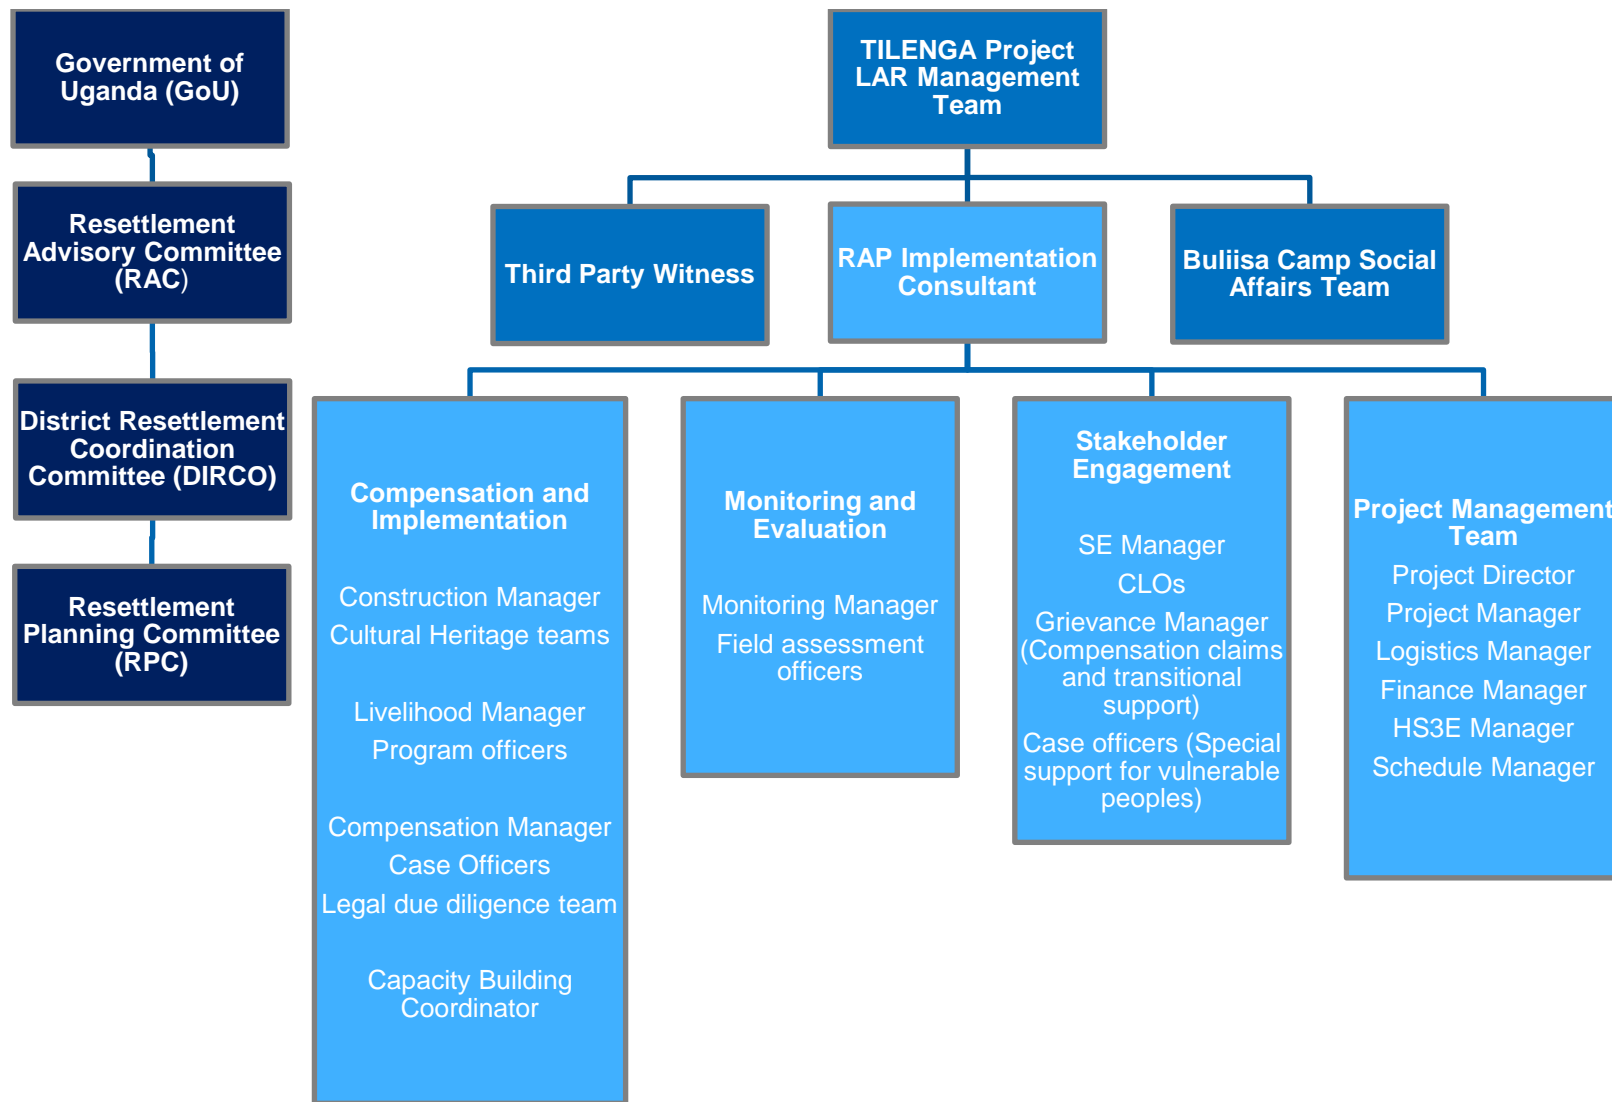 Government of
Uganda (GoU)
Resettlement
Advisory Committee
(RAC)
District Resettlement
Coordination
Committee (DIRCO)
Resettlement
Planning Committee
(RPC)
TILENGA Project
LAR Management
Team
Third Party Witness
RAP Implementation
Consultant
Buliisa Camp Social
Affairs Team
Compensation and
Implementation
Construction Manager
Cultural Heritage teams
Livelihood Manager
Program officers
Compensation Manager
Case Officers
Legal due diligence team
Capacity Building
Coordinator
Monitoring and
Evaluation
Monitoring Manager
Field assessment
officers
Stakeholder
Engagement
SE Manager
CLOs
Grievance Manager
(Compensation claims
and transitional
support)
Case officers (Special
support for vulnerable
peoples)
Project Management
Team
Project Director
Project Manager
Logistics Manager
Finance Manager
HS3E Manager
Schedule Manager